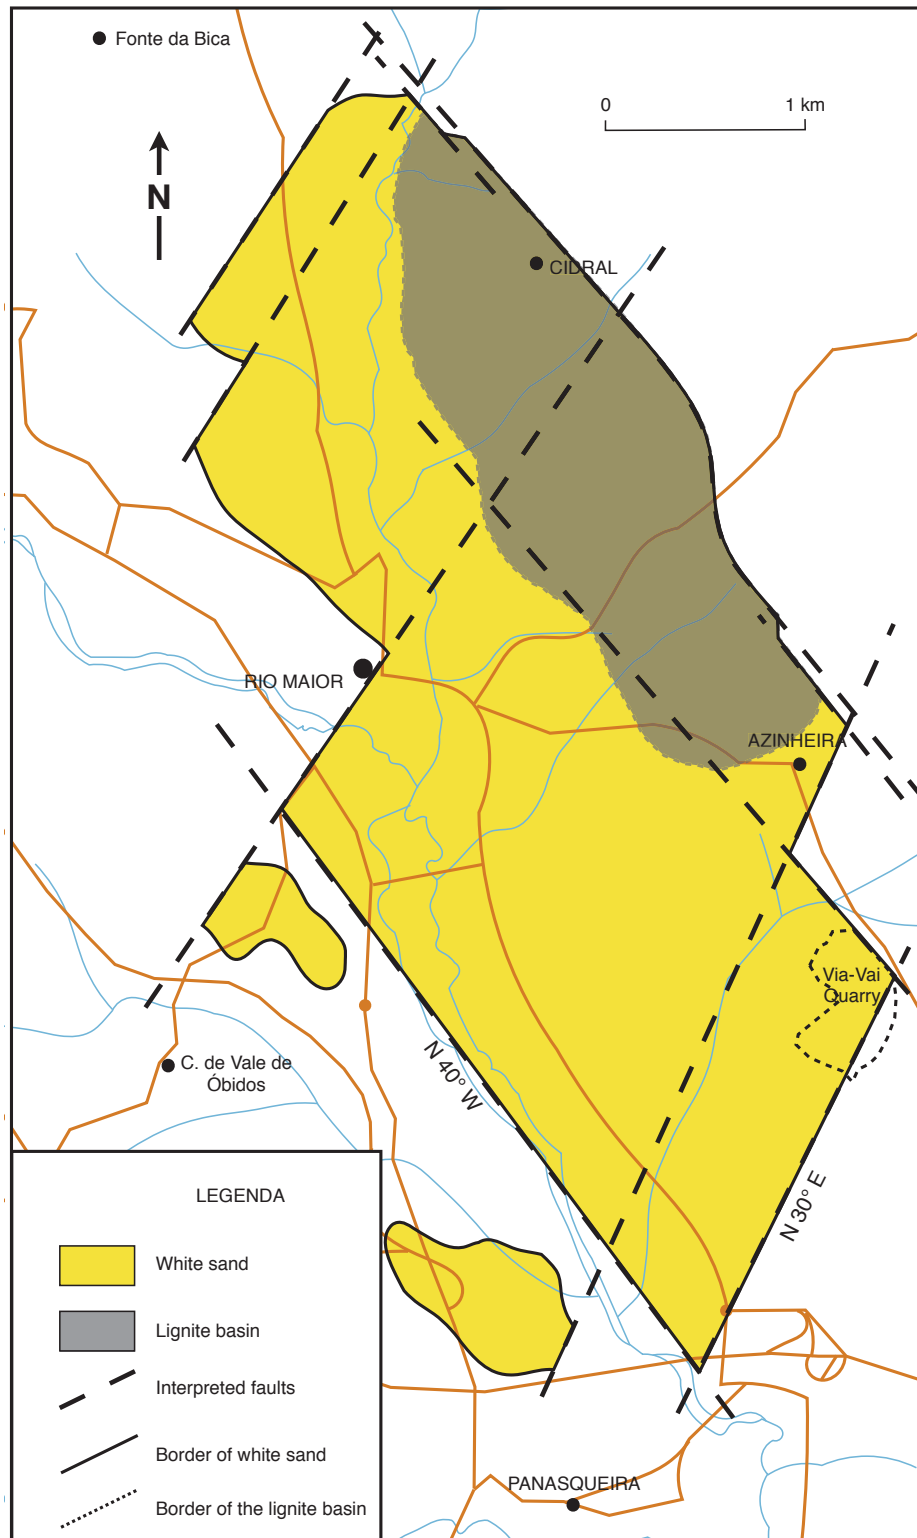 Fonte da Bica
0 1 km
N
CIDRAL
RIO MAIOR
AZINHEIRA
Via-Vai
Quarry
C. de Vale de
Óbidos
N 40° W
N 30° E
LEGENDA
White sand
Lignite basin
Interpreted faults
Border of white sand
Border of the lignite basin
PANASQUEIRA